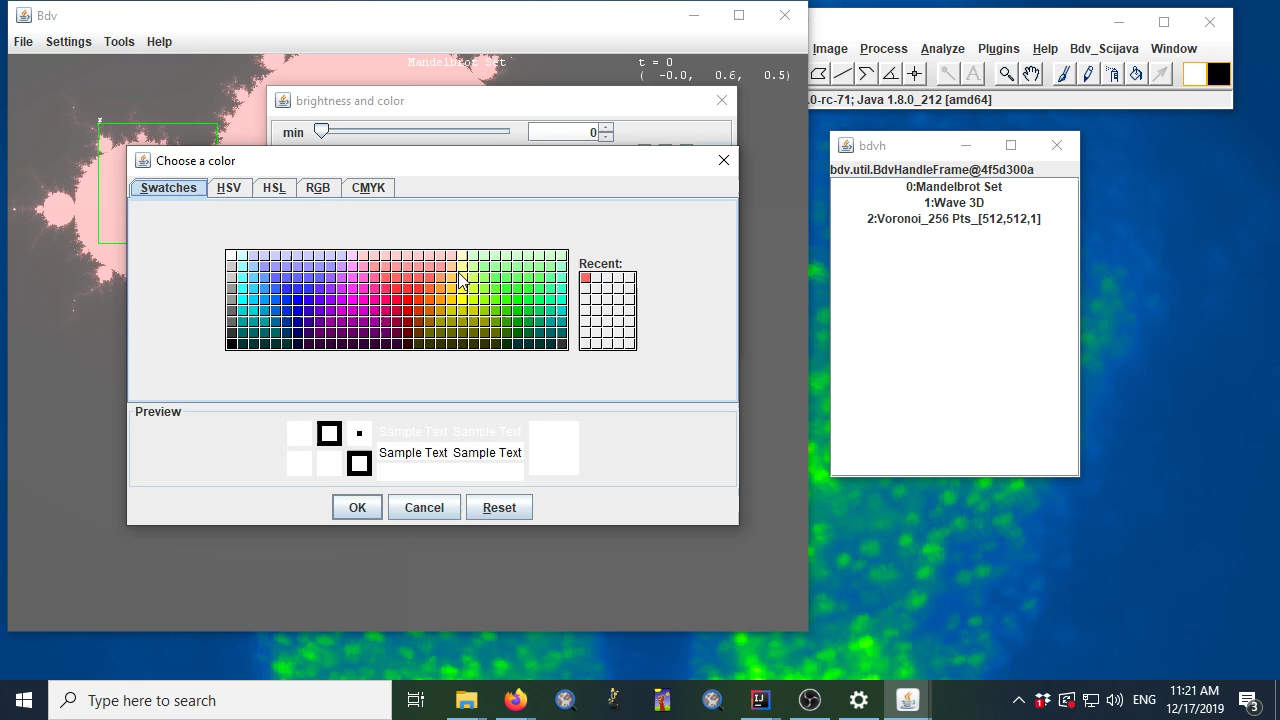 Bdv
File Settings Tools Help
Mandelbrot Set
t = 0
( -0.0, 0.6, 0.5)
brightness and color
min 0
Choose a color
Swatches HSV HSL RGB CMYK
Recent:
Preview
Sample Text Sample Text
Sample Text Sample Text
OK Cancel Reset
Image Process Analyze Plugins Help Bdv_Scijava Window
A
.0-rc-71; Java 1.8.0_212 [amd64]
bdvh
bdv.util.BdvHandleFrame@4f5d300a
0:Mandelbrot Set
1:Wave 3D
2:Voronoi_256 Pts_[512,512,1]
Type here to search
ENG
11:21 AM
12/17/2019
3